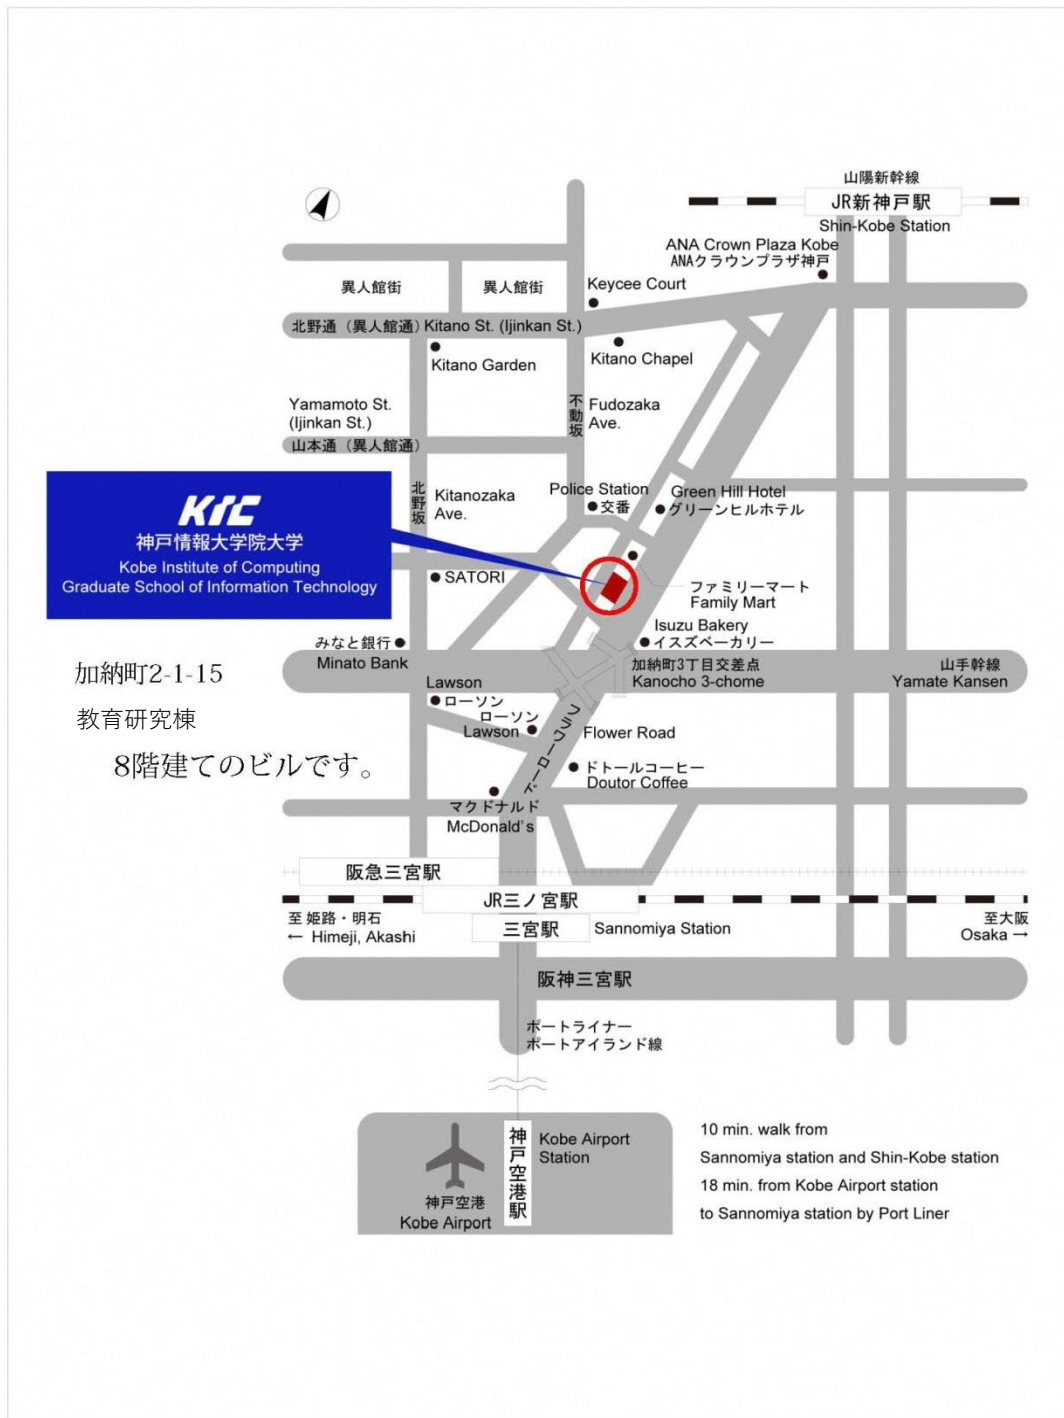 山陽新幹線
JR新神戸駅
Shin-Kobe Station
ANA Crown Plaza Kobe
ANAクラウンプラザ神戸
異人館街
異人館街
Keycee Court
北野通（異人館通）Kitano St. (Ijinkan St.)
Kitano Garden
Kitano Chapel
Yamamoto St.
(Ijinkan St.)
山本通（異人館通）
不動坂
Fudozaka
Ave.
KIC
神戸情報大学院大学
Kobe Institute of Computing
Graduate School of Information Technology
北野坂
Kitanozaka
Ave.
Police Station
交番
Green Hill Hotel
グリーンヒルホテル
SATORI
ファミリーマート
Family Mart
Isuzu Bakery
イスズベーカリー
みなと銀行
Minato Bank
加納町3丁目交差点
Kanocho 3-chome
山手幹線
Yamate Kansen
加納町2-1-15
教育研究棟
8階建てのビルです。
Lawson
ローソン
ローソン
Lawson
フラワーロード
Flower Road
ドトールコーヒー
Doutor Coffee
マクドナルド
McDonald's
阪急三宮駅
JR三ノ宮駅
三宮駅
Sannomiya Station
至 姫路・明石
← Himeji, Akashi
至大阪
Osaka →
阪神三宮駅
ポートライナー
ポートアイランド線
神戸空港駅
Kobe Airport
Station
神戸空港
Kobe Airport
10 min. walk from
Sannomiya station and Shin-Kobe station
18 min. from Kobe Airport station
to Sannomiya station by Port Liner